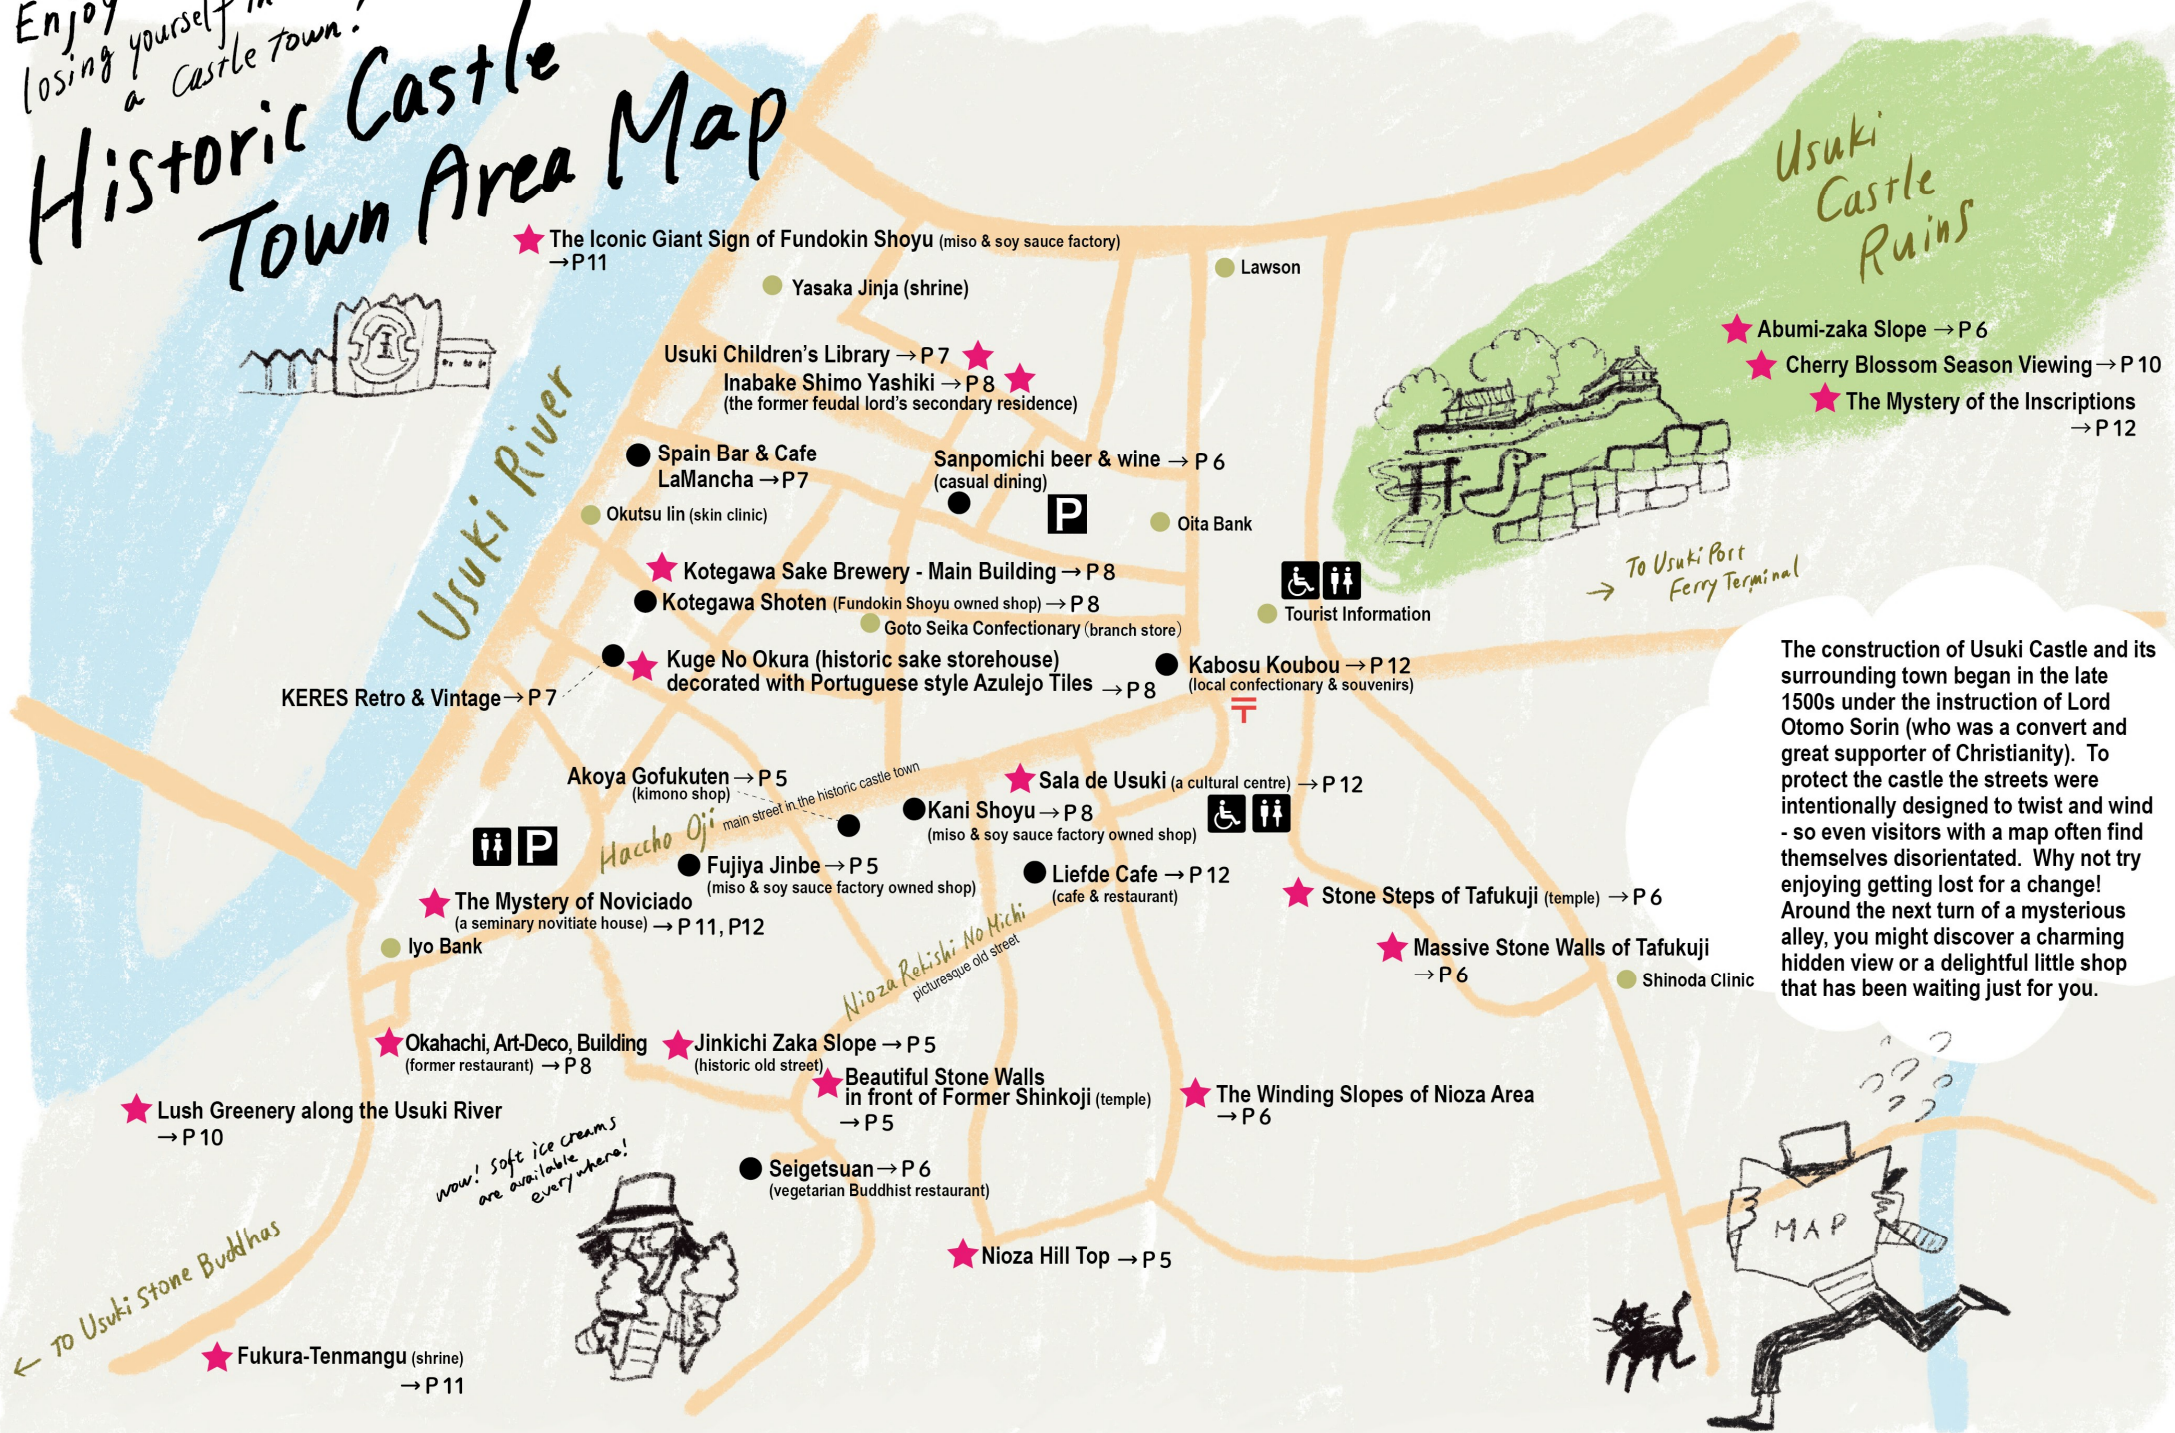 Enjoy
losing yourself in
a castle town!
Historic Castle
Town Area Map
The Iconic Giant Sign of Fundokin Shoyu (miso & soy sauce factory)
→P11
Yasaka Jinja (shrine)
Lawson
Usuki
Castle
Ruins
Abumi-zaka Slope →P6
Cherry Blossom Season Viewing→P10
The Mystery of the Inscriptions
→P12
Usuki Children's Library →P7
Inabake Shimo Yashiki →P8
(the former feudal lord's secondary residence)
Usuki River
Spain Bar & Cafe
LaMancha →P7
Sanpomichi beer & wine → P6
(casual dining)
P
Okutsu Iin (skin clinic)
Oita Bank
→ To Usuki Port
Ferry Terminal
Kotegawa Sake Brewery - Main Building →P8
Kotegawa Shoten (Fundokin Shoyu owned shop) →P8
Goto Seika Confectionary (branch store)
Tourist Information
Kuge No Okura (historic sake storehouse)
decorated with Portuguese style Azulejo Tiles →P8
KERES Retro & Vintage→P7
Kabosu Koubou →P12
(local confectionary & souvenirs)
〒
The construction of Usuki Castle and its
surrounding town began in the late
1500s under the instruction of Lord
Otomo Sorin (who was a convert and
great supporter of Christianity).  To
protect the castle the streets were
intentionally designed to twist and wind
- so even visitors with a map often find
themselves disorientated.  Why not try
enjoying getting lost for a change!
Around the next turn of a mysterious
alley, you might discover a charming
hidden view or a delightful little shop
that has been waiting just for you.
Akoya Gofukuten →P5
(kimono shop)
Haccho Oji
main street in the historic castle town
Sala de Usuki (a cultural centre) →P12
Kani Shoyu→P8
(miso & soy sauce factory owned shop)
P
Fujiya Jinbe→P5
(miso & soy sauce factory owned shop)
Liefde Cafe →P12
(cafe & restaurant)
The Mystery of Noviciado
(a seminary novitiate house) →P11, P12
Iyo Bank
Stone Steps of Tafukuji (temple) →P6
Massive Stone Walls of Tafukuji
→P6
Shinoda Clinic
Nioza Rekishi No Michi
picturesque old street
Okahachi, Art-Deco, Building
(former restaurant) →P8
Jinkichi Zaka Slope →P5
(historic old street)
Beautiful Stone Walls
in front of Former Shinkoji (temple)
→P5
The Winding Slopes of Nioza Area
→P6
Lush Greenery along the Usuki River
→P10
wow! Soft ice creams
are available
everywhere!
Seigetsuan→P6
(vegetarian Buddhist restaurant)
Nioza Hill Top →P5
MAP
← To Usuki Stone Buddhas
Fukura-Tenmangu (shrine)
→P11